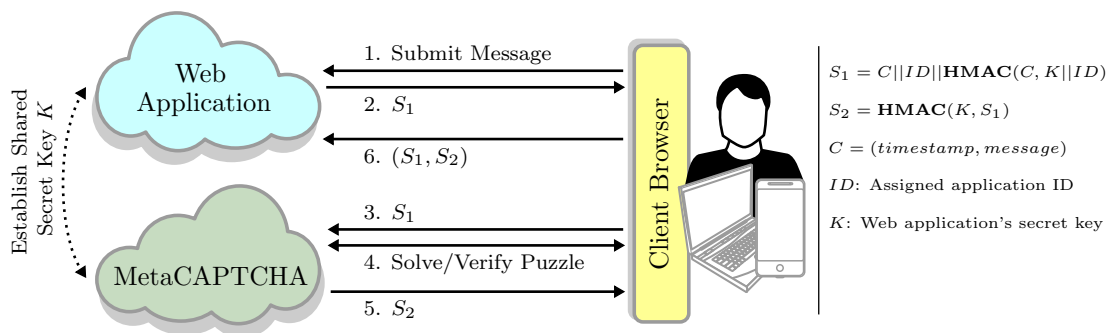 Establish Shared
Secret Key K
Web
Application
MetaCAPTCHA
1. Submit Message
2. S₁
6. (S₁, S₂)
3. S₁
4. Solve/Verify Puzzle
5. S₂
Client Browser
S₁ = C||ID||HMAC(C, K||ID)
S₂ = HMAC(K, S₁)
C = (timestamp, message)
ID: Assigned application ID
K: Web application's secret key